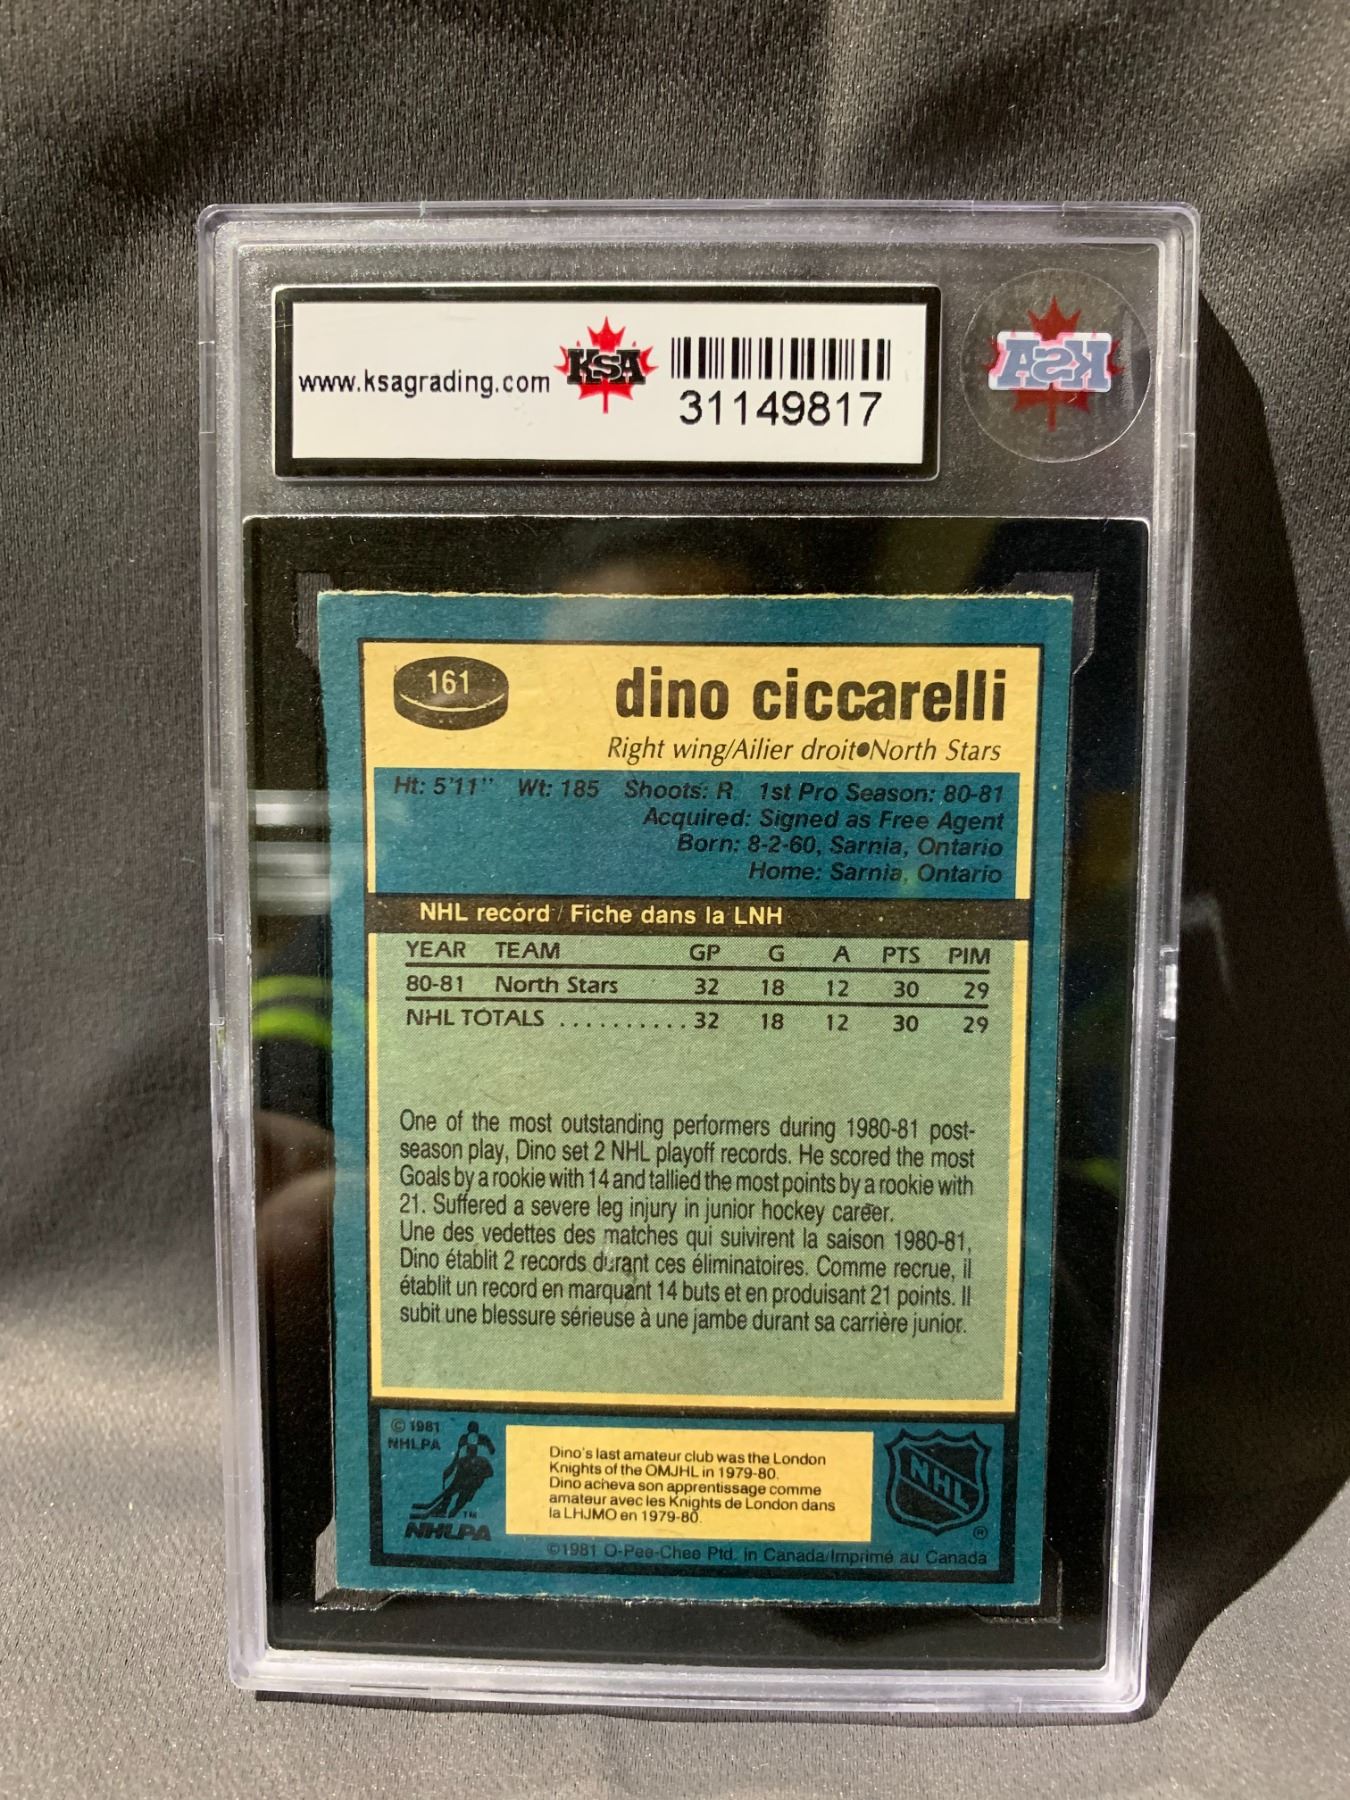 www.ksagrading.com
KSA
31149817
KSA
161
dino ciccarelli
Right wing/Ailier droit●North Stars
Ht: 5'11" Wt: 185 Shoots: R 1st Pro Season: 80-81
Acquired: Signed as Free Agent
Born: 8-2-60, Sarnia, Ontario
Home: Sarnia, Ontario
NHL record / Fiche dans la LNH
YEAR TEAM GP G A PTS PIM
80-81 North Stars 32 18 12 30 29
NHL TOTALS .......... 32 18 12 30 29
One of the most outstanding performers during 1980-81 post-
season play, Dino set 2 NHL playoff records. He scored the most
Goals by a rookie with 14 and tallied the most points by a rookie with
21. Suffered a severe leg injury in junior hockey career.
Une des vedettes des matches qui suivirent la saison 1980-81,
Dino établit 2 records durant ces éliminatoires. Comme recrue, il
établit un record en marquant 14 buts et en produisant 21 points. Il
subit une blessure sérieuse à une jambe durant sa carrière junior.
© 1981
NHLPA
TM
NHLPA
Dino's last amateur club was the London
Knights of the OMJHL in 1979-80.
Dino acheva son apprentissage comme
amateur avec les Knights de London dans
la LHJMO en 1979-80.
NHL
®
©1981 O-Pee-Chee Ptd. in Canada/Imprimé au Canada